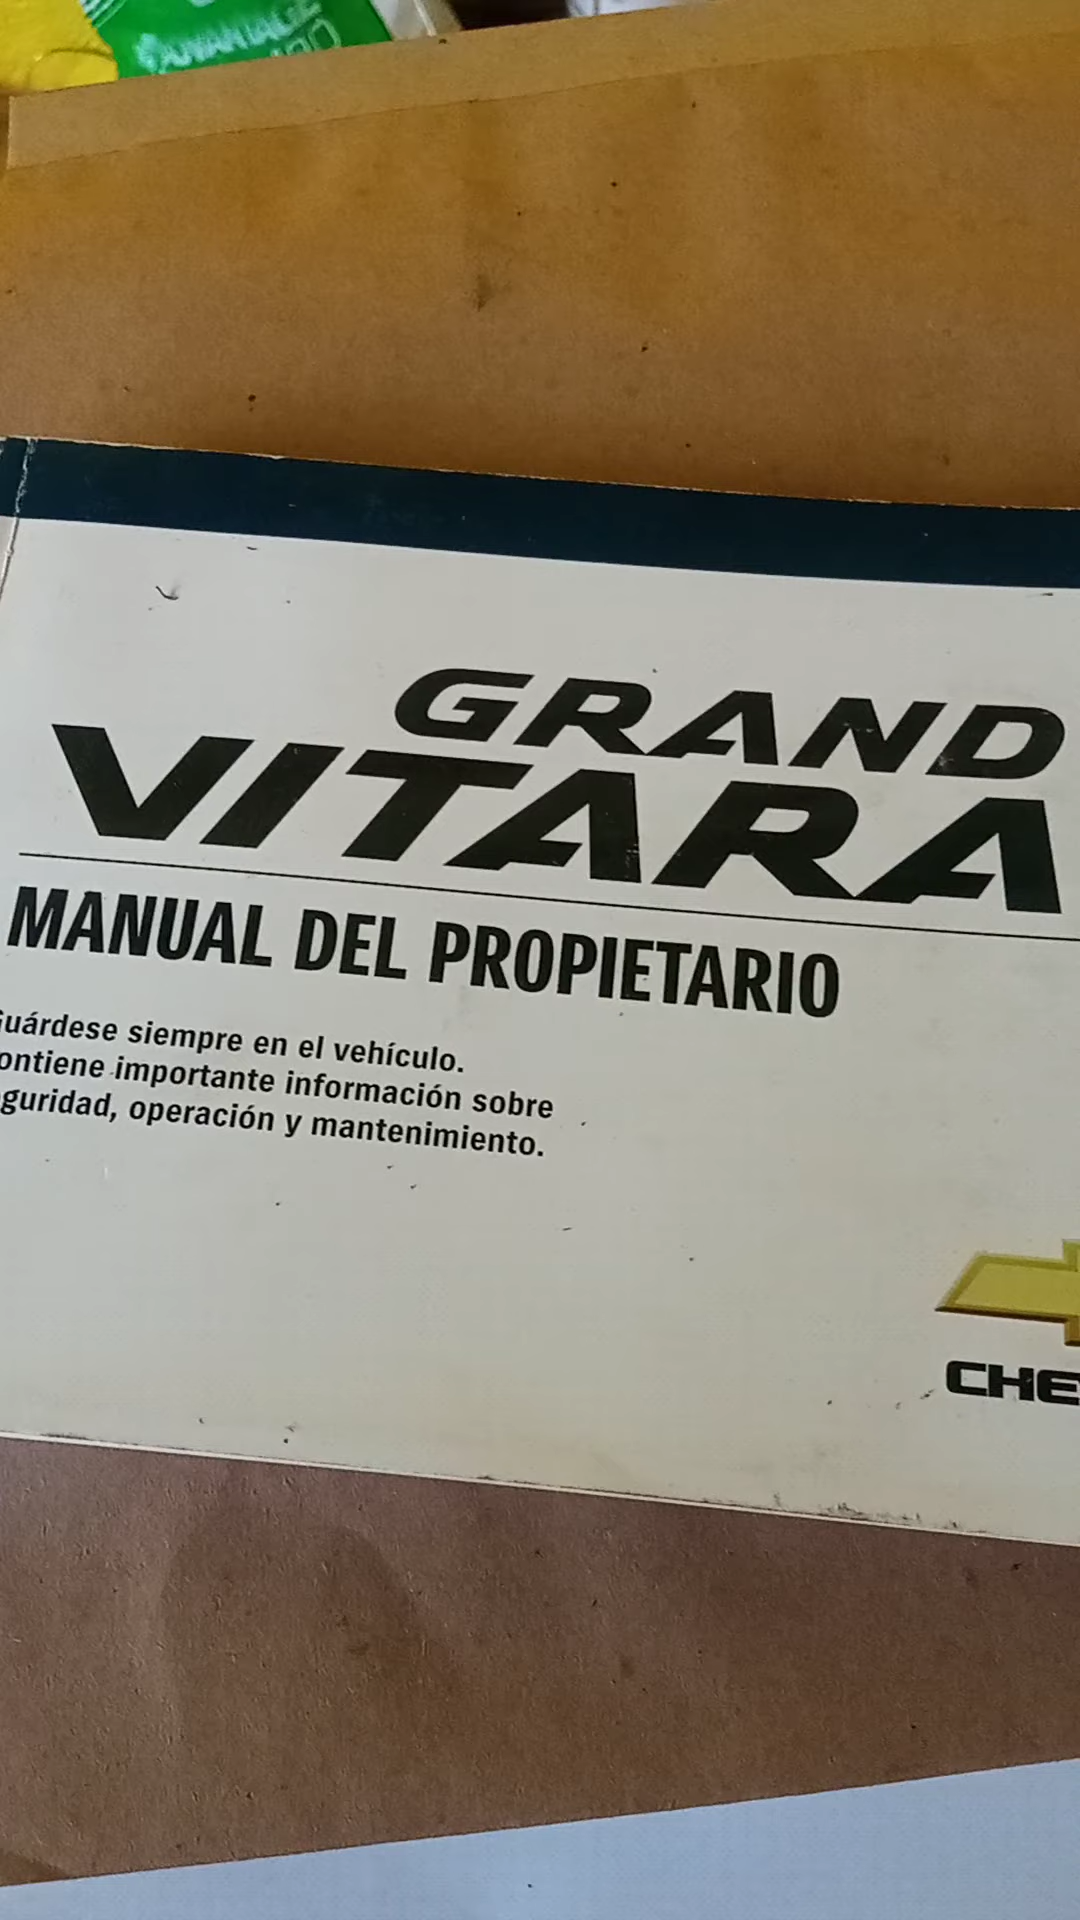 GRAND
VITARA
MANUAL DEL PROPIETARIO
uárdese siempre en el vehículo.
ontiene importante información sobre
guridad, operación y mantenimiento.
CHE